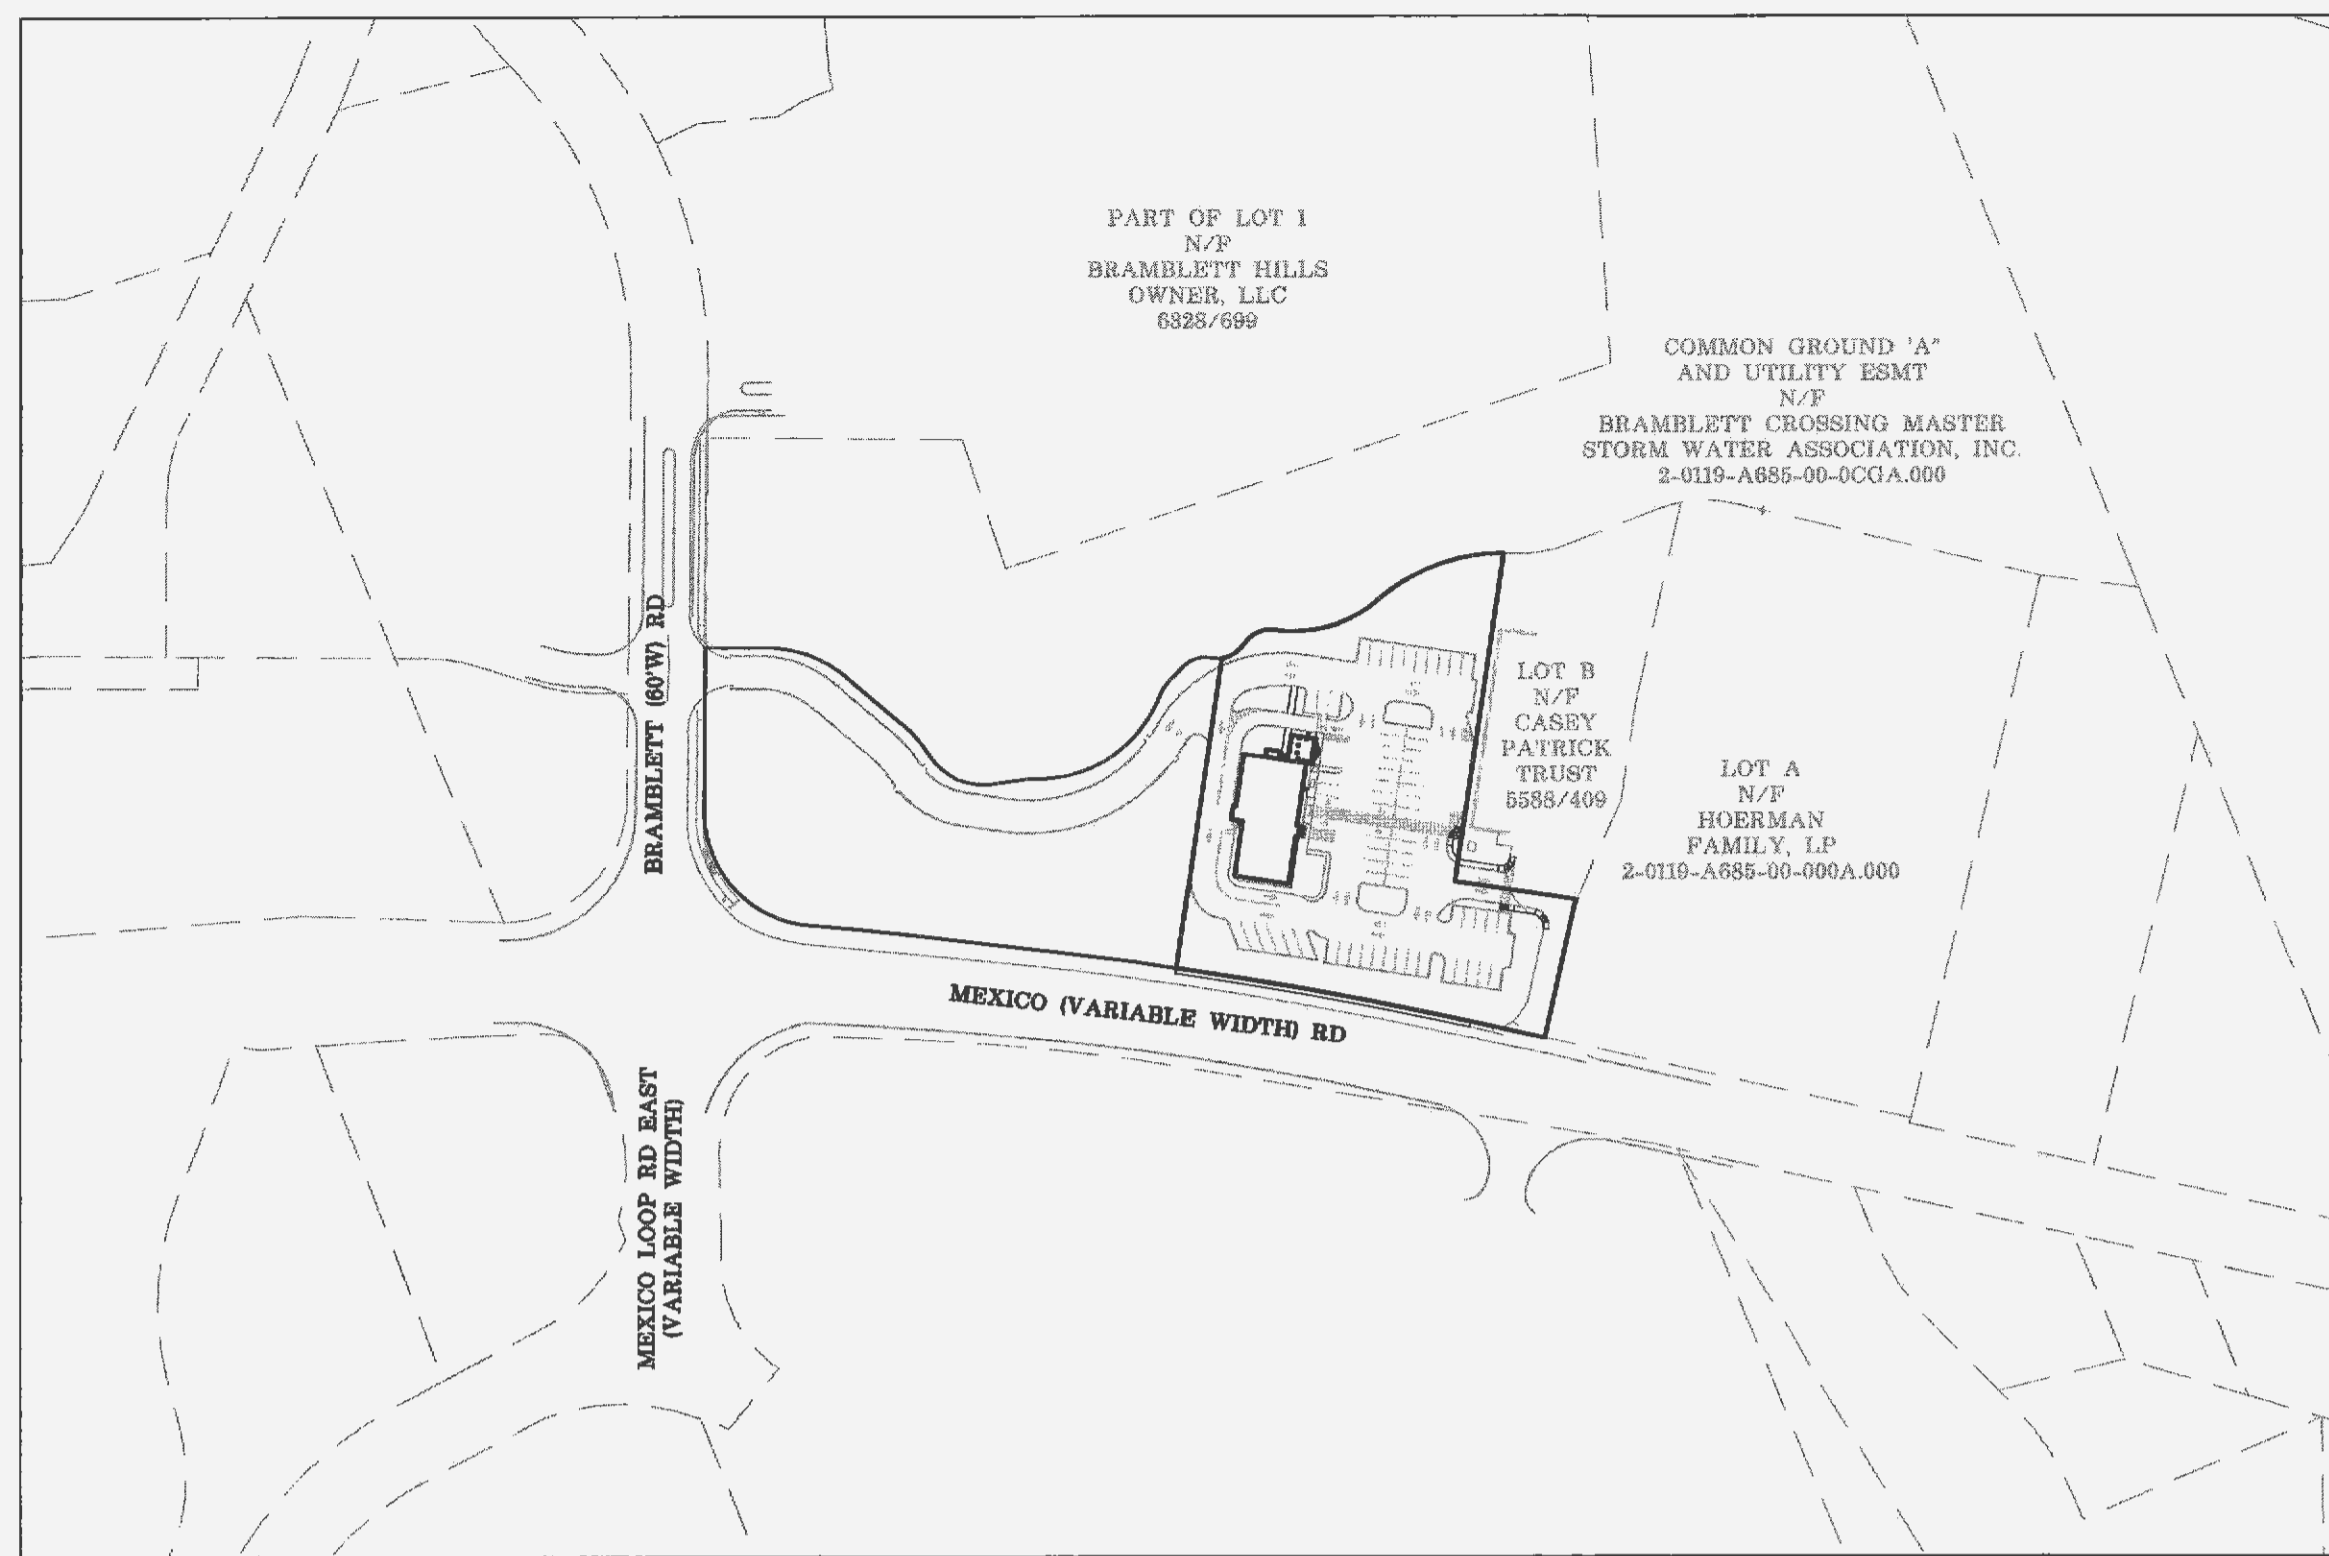 PART OF LOT 1
N/F
BRAMBLETT HILLS
OWNER, LLC
6328/699
COMMON GROUND 'A"
AND UTILITY ESMT
N/F
BRAMBLETT CROSSING MASTER
STORM WATER ASSOCIATION, INC.
2-0119-A685-00-0CGA.000
BRAMBLETT (60'W) RD
LOT B
N/F
CASEY
PATRICK
TRUST
5588/409
LOT A
N/F
HOERMAN
FAMILY, LP
2-0119-A685-00-000A.000
MEXICO (VARIABLE WIDTH) RD
MEXICO LOOP RD EAST
(VARIABLE WIDTH)